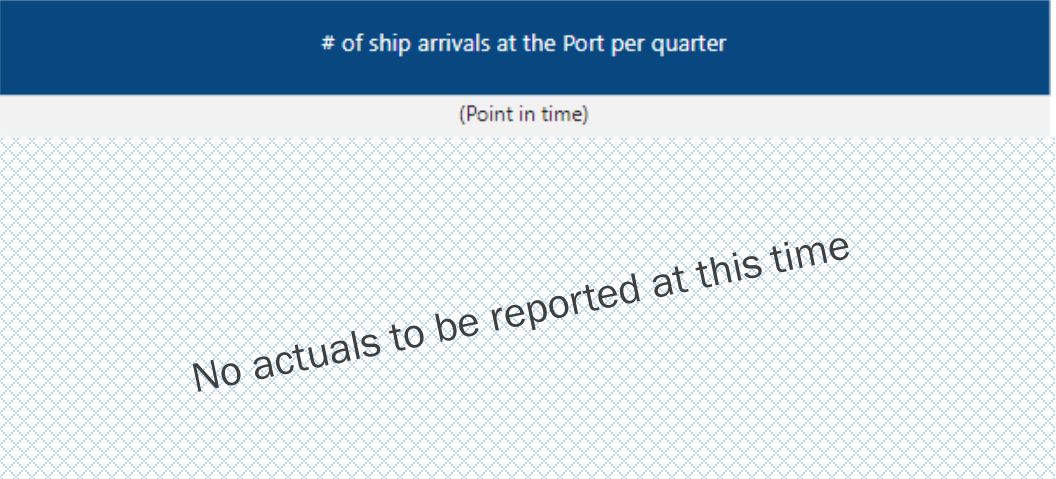 # of ship arrivals at the Port per quarter
(Point in time)
No actuals to be reported at this time